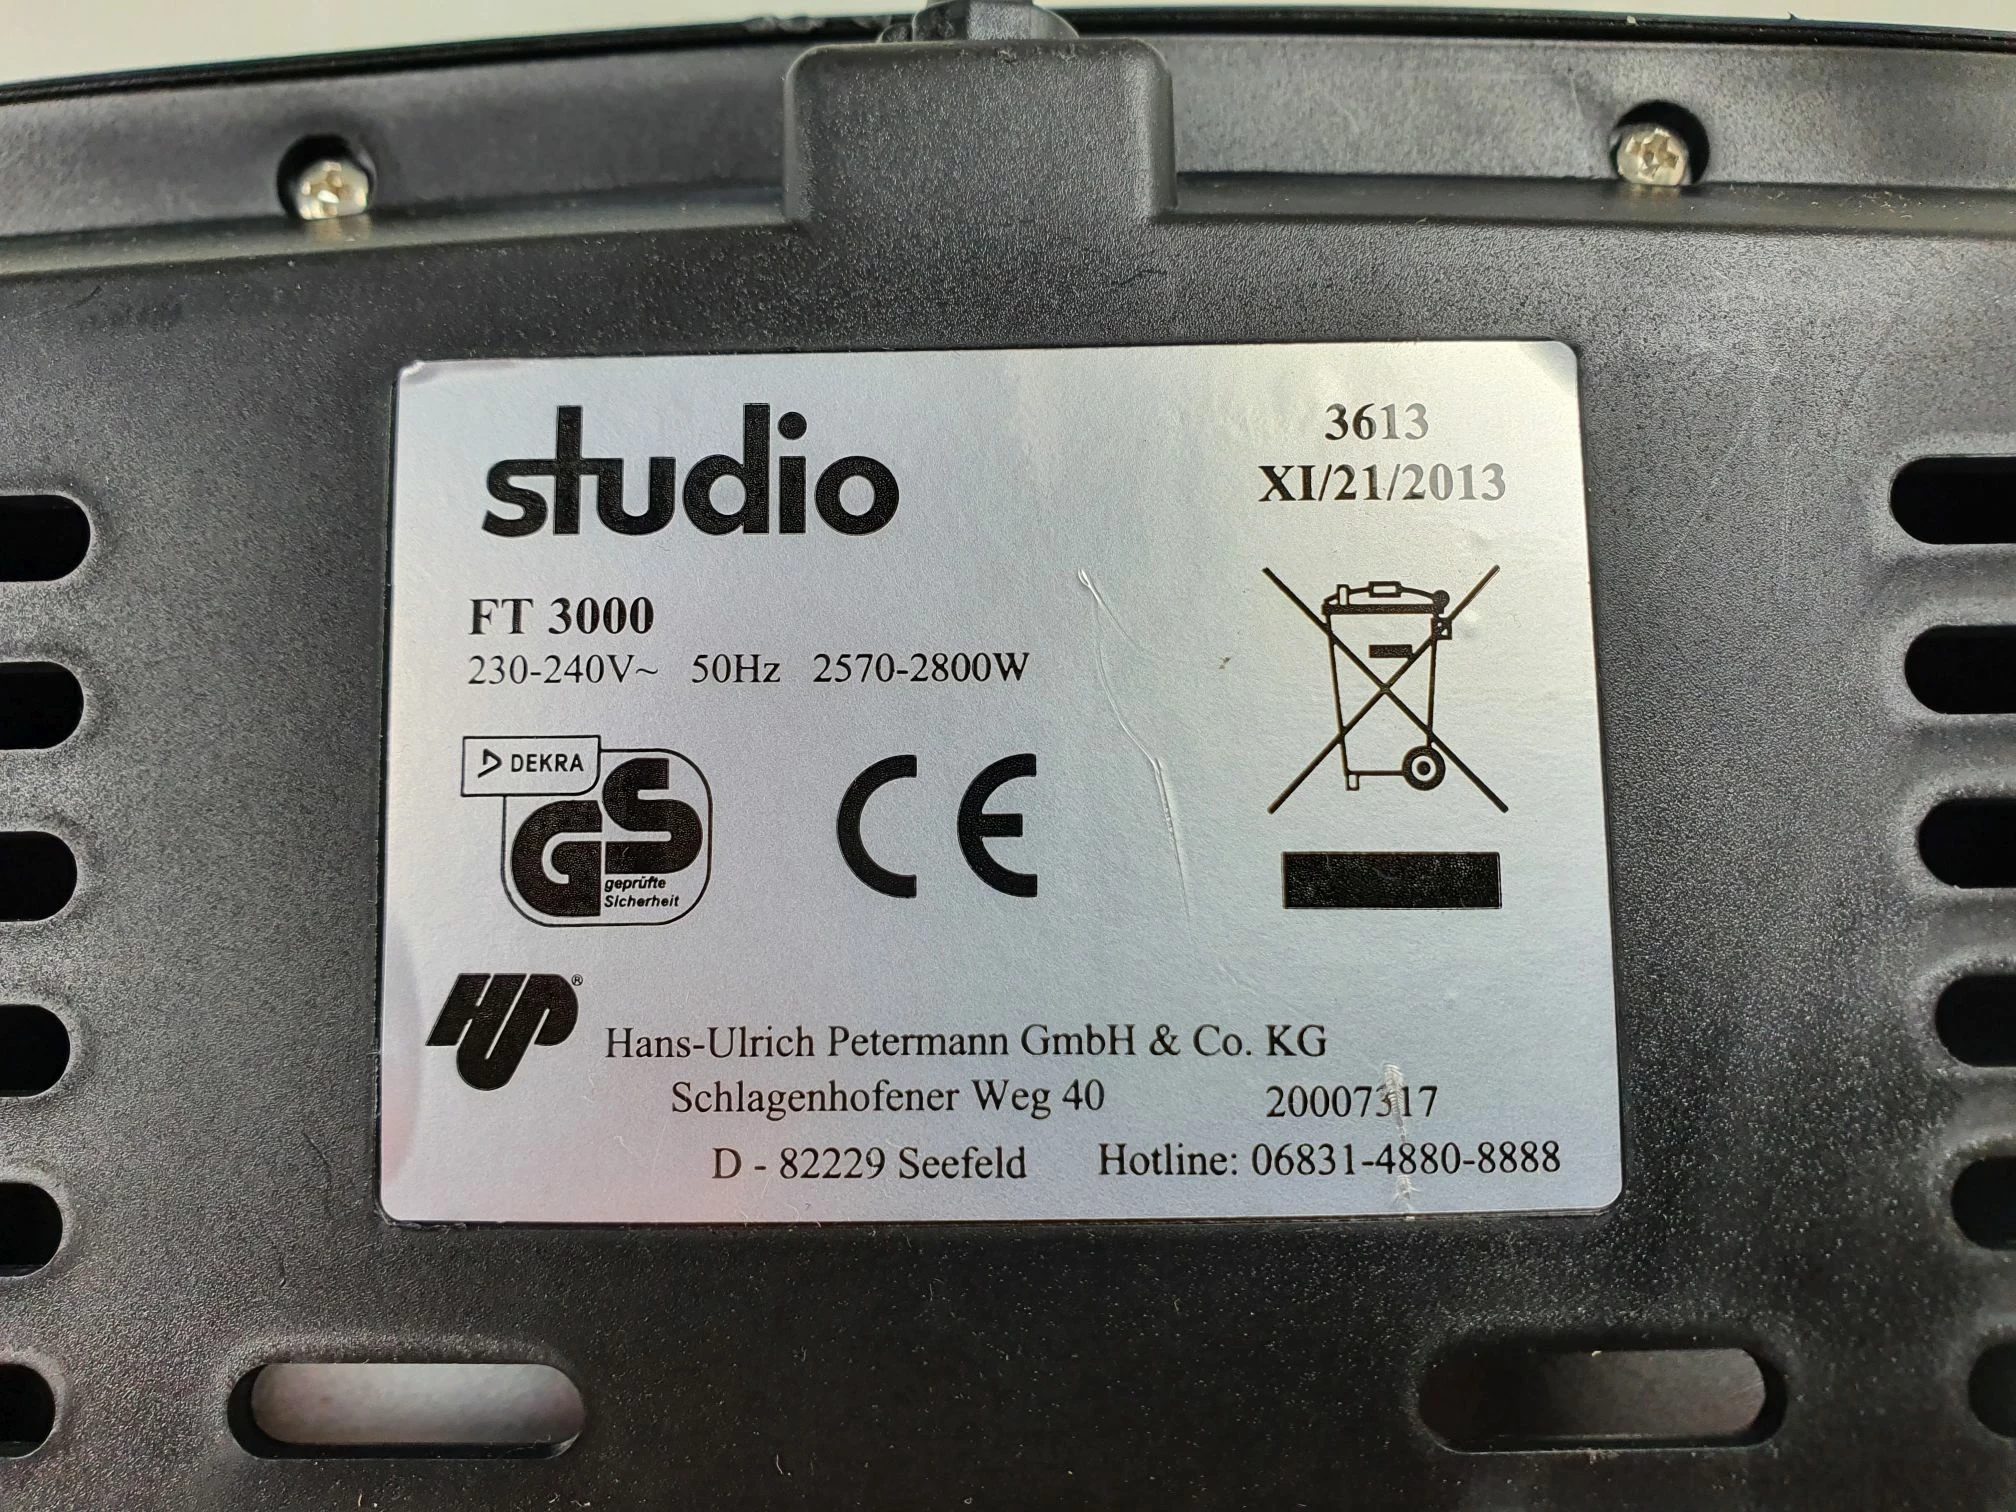 studio
3613
XI/21/2013
FT 3000
230-240V~ 50Hz 2570-2800W
DEKRA
GS
geprüfte
Sicherheit
CE
HUP®
Hans-Ulrich Petermann GmbH & Co. KG
Schlagenhofener Weg 40 20007317
D - 82229 Seefeld Hotline: 06831-4880-8888